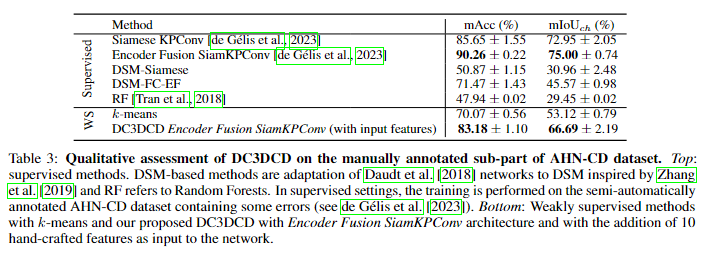 Method mAcc (%) mIoU_ch (%)
Supervised
Siamese KPConv [de Gélis et al., 2023] 85.65 ± 1.55 72.95 ± 2.05
Encoder Fusion SiamKPConv [de Gélis et al., 2023] 90.26 ± 0.22 75.00 ± 0.74
DSM-Siamese 50.87 ± 1.15 30.96 ± 2.48
DSM-FC-EF 71.47 ± 1.43 45.57 ± 0.98
RF [Tran et al., 2018] 47.94 ± 0.02 29.45 ± 0.02
WS
k-means 70.07 ± 0.56 53.12 ± 0.79
DC3DCD Encoder Fusion SiamKPConv (with input features) 83.18 ± 1.10 66.69 ± 2.19
Table 3: Qualitative assessment of DC3DCD on the manually annotated sub-part of AHN-CD dataset. Top:
supervised methods. DSM-based methods are adaptation of Daudt et al. [2018] networks to DSM inspired by Zhang
et al. [2019] and RF refers to Random Forests. In supervised settings, the training is performed on the semi-automatically
annotated AHN-CD dataset containing some errors (see de Gélis et al. [2023]). Bottom: Weakly supervised methods
with k-means and our proposed DC3DCD with Encoder Fusion SiamKPConv architecture and with the addition of 10
hand-crafted features as input to the network.